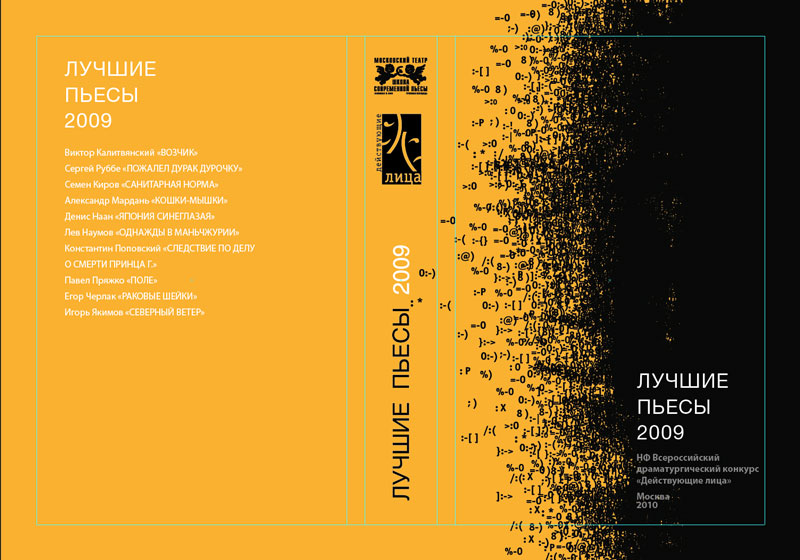 ЛУЧШИЕ
ПЬЕСЫ
2009
Виктор Калитвянский «ВОЗЧИК»
Сергей Руббе «ПОЖАЛЕЛ ДУРАК ДУРОЧКУ»
Семен Киров «САНИТАРНАЯ НОРМА»
Александр Мардань «КОШКИ-МЫШКИ»
Денис Наан «ЯПОНИЯ СИНЕГЛАЗАЯ»
Лев Наумов «ОДНАЖДЫ В МАНЬЧЖУРИИ»
Константин Поповский «СЛЕДСТВИЕ ПО ДЕЛУ
О СМЕРТИ ПРИНЦА Г.»
Павел Пряжко «ПОЛЕ»
Егор Черлак «РАКОВЫЕ ШЕЙКИ»
Игорь Якимов «СЕВЕРНЫЙ ВЕТЕР»
МОСКОВСКИЙ ТЕАТР
ШКОЛА
СОВРЕМЕННОЙ ПЬЕСЫ
действующие
лица
ЛУЧШИЕ ПЬЕСЫ 2009
ЛУЧШИЕ
ПЬЕСЫ
2009
НФ Всероссийский
драматургический конкурс
«Действующие лица»
Москва
2010